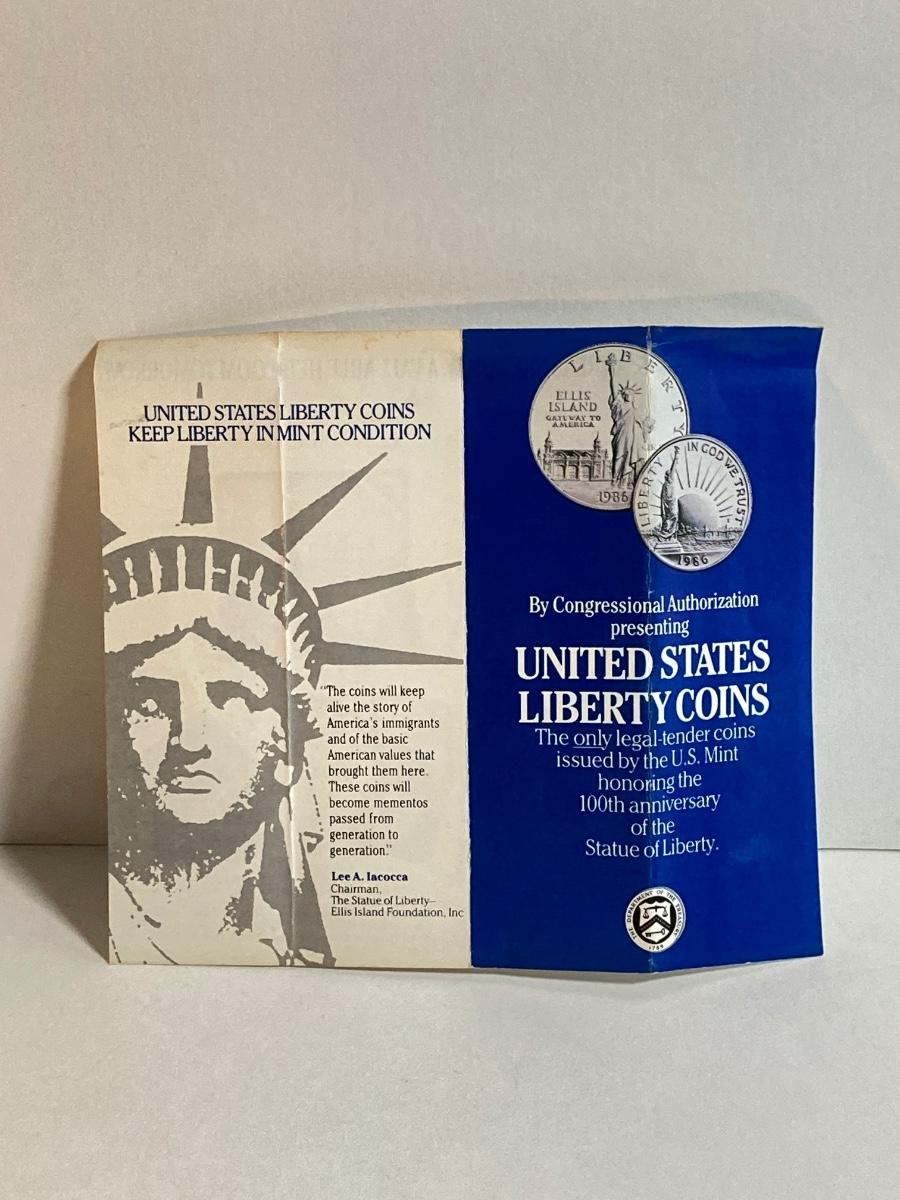 UNITED STATES LIBERTY COINS
KEEP LIBERTY IN MINT CONDITION
"The coins will keep
alive the story of
America's immigrants
and of the basic
American values that
brought them here.
These coins will
become mementos
passed from
generation to
generation."
Lee A. Iacocca
Chairman,
The Statue of Liberty–
Ellis Island Foundation, Inc
LIBERTY
ELLIS
ISLAND
GATEWAY TO
AMERICA
1986
LIBERTY
IN GOD WE TRUST
1986
By Congressional Authorization
presenting
UNITED STATES
LIBERTY COINS
The only legal-tender coins
issued by the U.S. Mint
honoring the
100th anniversary
of the
Statue of Liberty.
THE DEPARTMENT OF THE TREASURY
1789